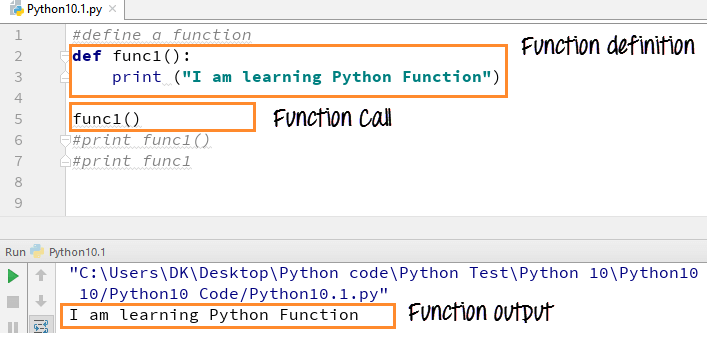 Python10.1.py
1 #define a function
2 def func1():
3 print ("I am learning Python Function")
Function definition
4
5 func1()
Function Call
6 #print func1()
7 #print func1
8
9
Run Python10.1
"C:\Users\DK\Desktop\Python code\Python Test\Python 10\Python10
10/Python10 Code/Python10.1.py"
I am learning Python Function
Function output